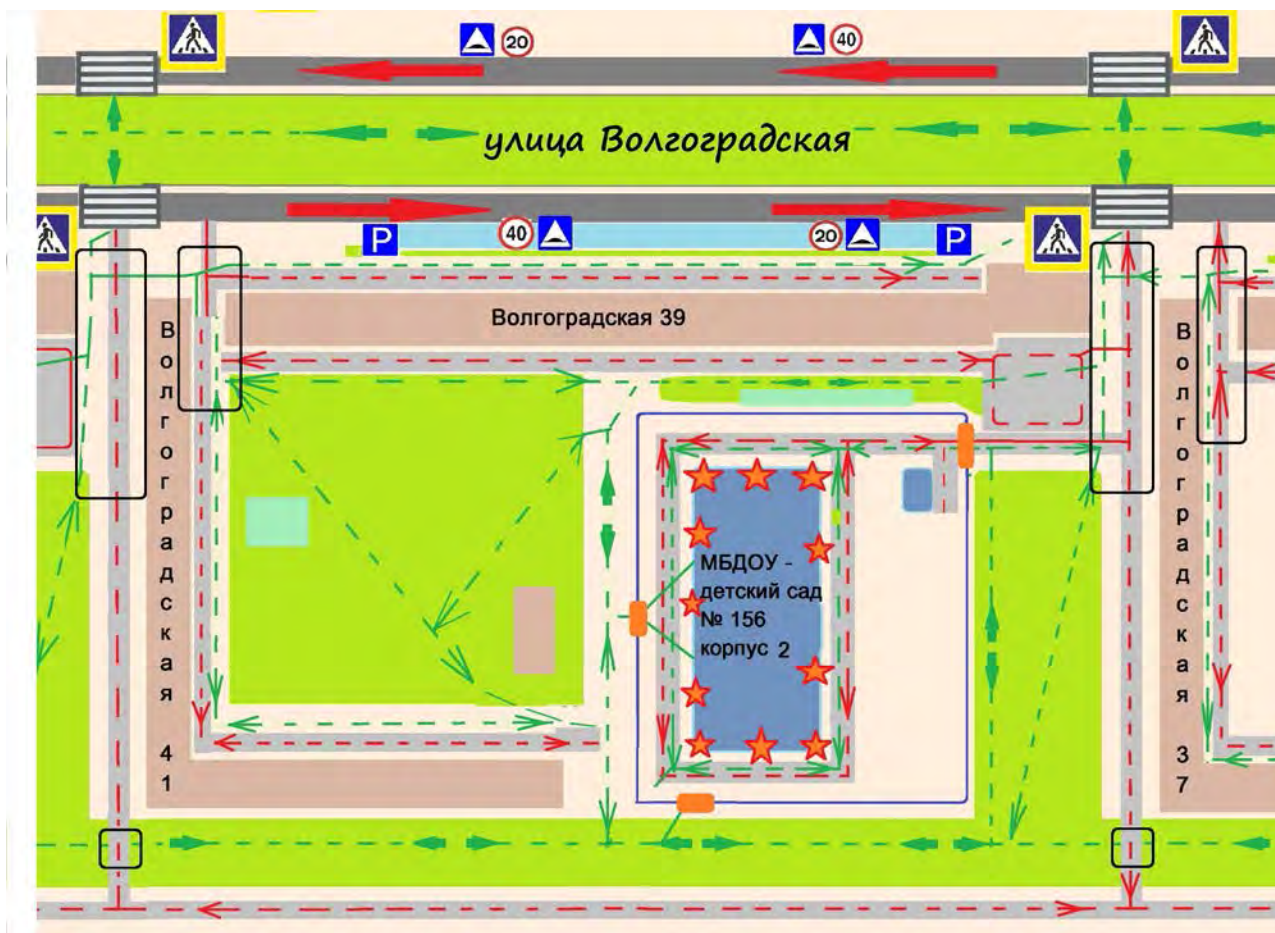 20
40
улица Волгоградская
P
40
20
P
Волгоградская 39
Волгоградская 41
Волгоградская 37
МБДОУ -
детский сад
№ 156
корпус 2